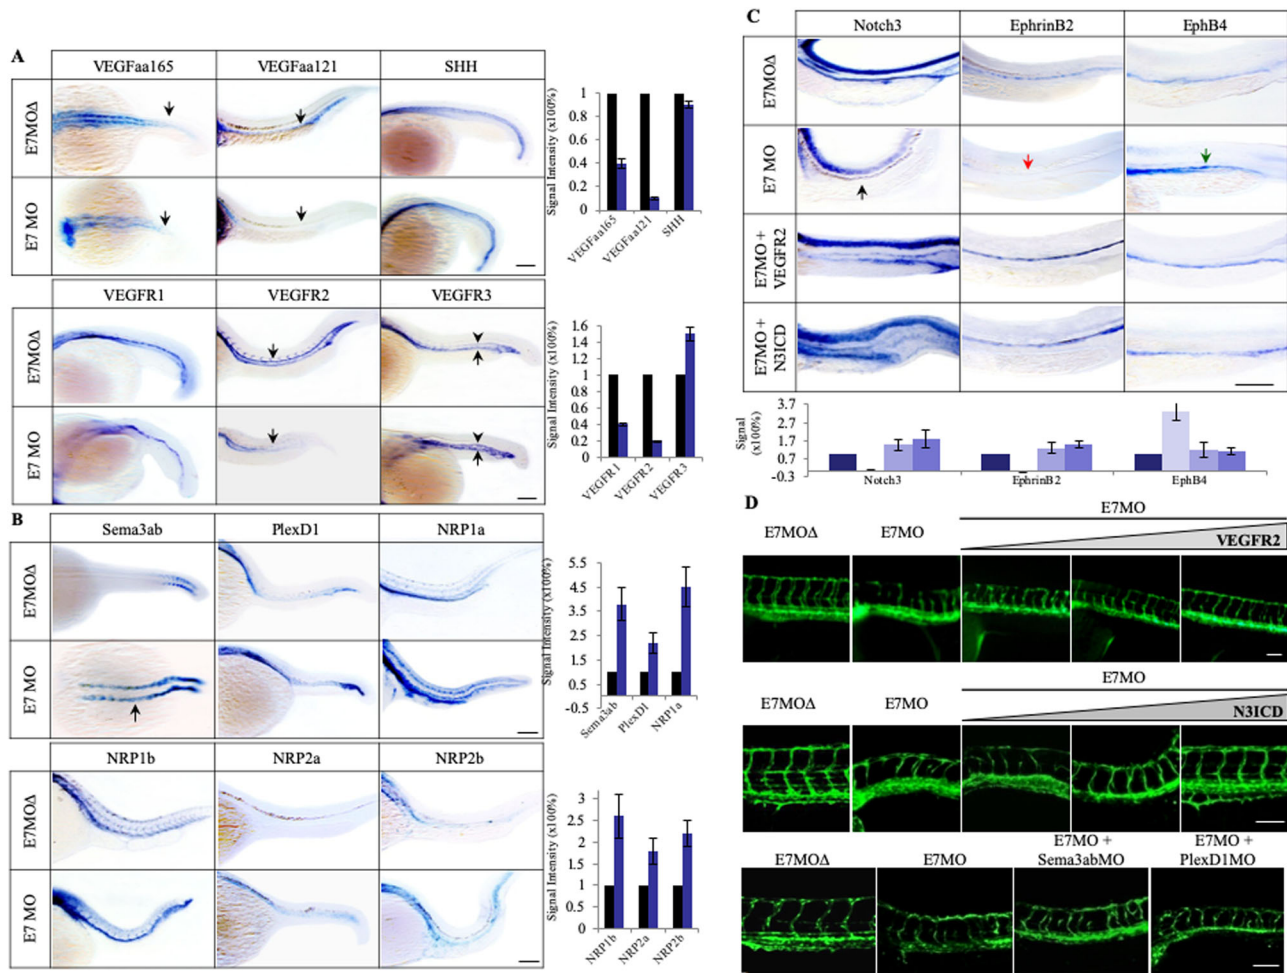 A
VEGFaa165 VEGFaa121 SHH
E7MOΔ
E7 MO
Signal Intensity (x100%)
1
0.8
0.6
0.4
0.2
0
VEGFaa165 VEGFaa121 SHH
VEGFR1 VEGFR2 VEGFR3
E7MOΔ
E7 MO
Signal Intensity (x100%)
1.6
1.4
1.2
1
0.8
0.6
0.4
0.2
0
VEGFR1 VEGFR2 VEGFR3
B
Sema3ab PlexD1 NRP1a
E7MOΔ
E7 MO
Signal Intensity (x100%)
5.5
4.5
3.5
2.5
1.5
0.5
-0.5
Sema3ab PlexD1 NRP1a
NRP1b NRP2a NRP2b
E7MOΔ
E7 MO
Signal Intensity (x100%)
3
2.5
2
1.5
1
0.5
0
NRP1b NRP2a NRP2b
C
Notch3 EphrinB2 EphB4
E7MOΔ
E7 MO
E7MO +
VEGFR2
E7MO +
N3ICD
Signal
(x100%)
3.7
2.7
1.7
0.7
-0.3
Notch3 EphrinB2 EphB4
D
E7MO
E7MOΔ E7MO
VEGFR2
E7MO
E7MOΔ E7MO
N3ICD
E7MOΔ E7MO
E7MO +
Sema3abMO
E7MO +
PlexD1MO